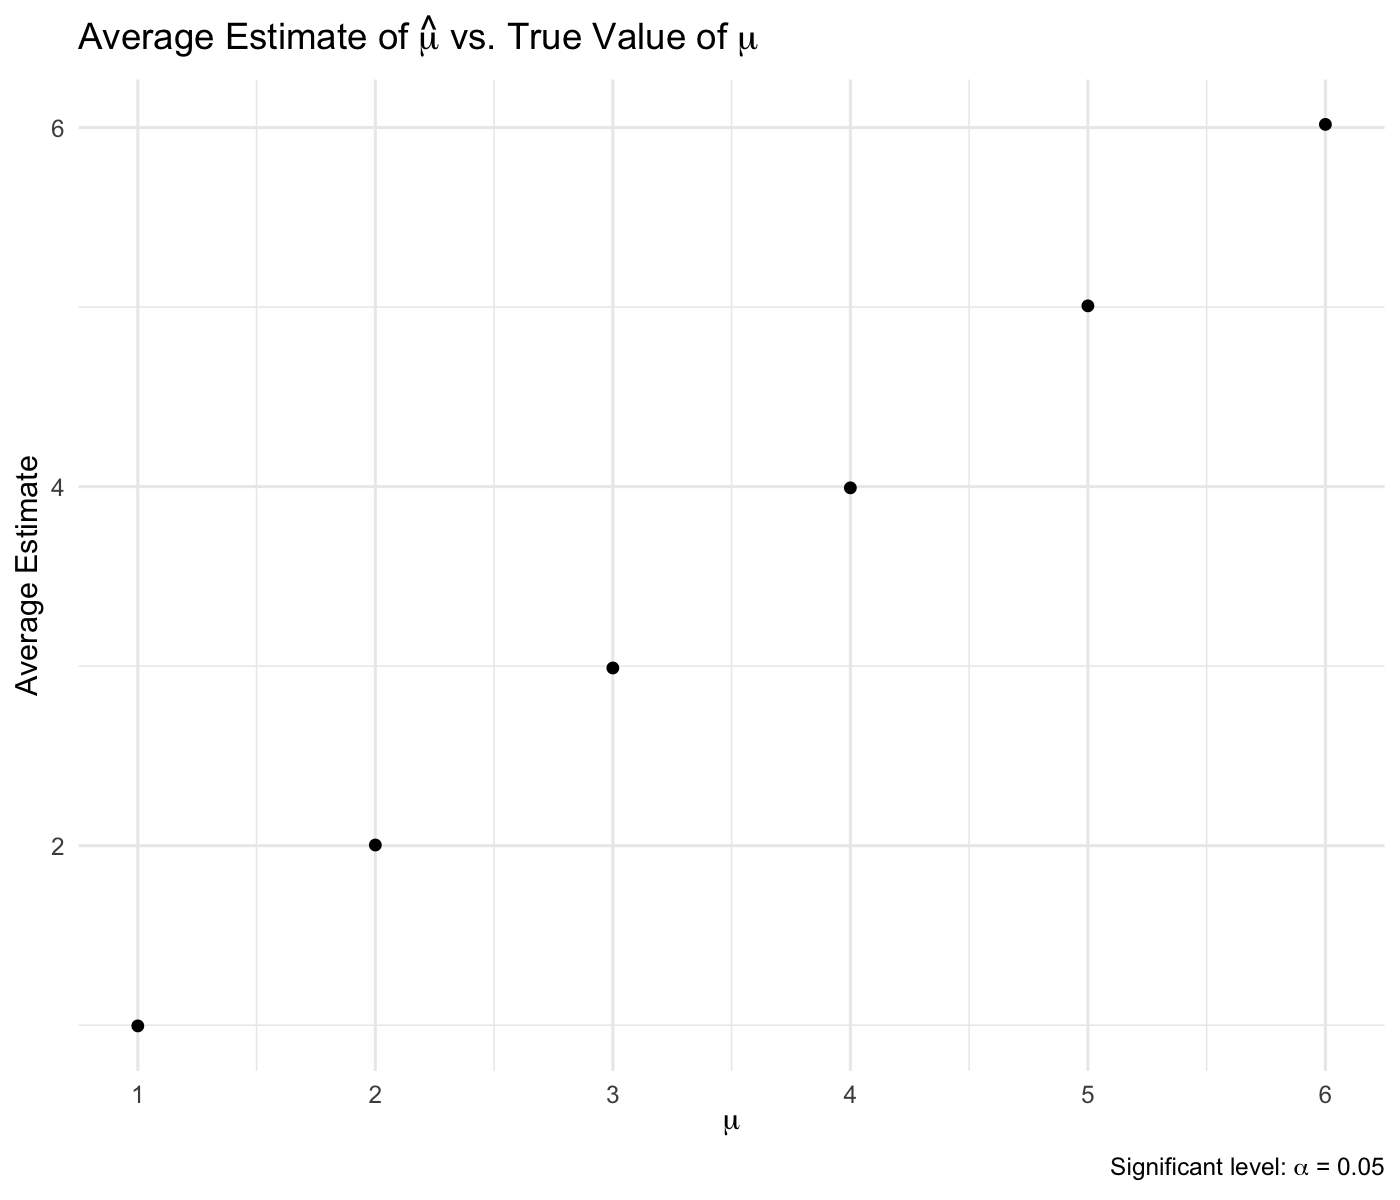 Average Estimate of μ̂ vs. True Value of μ
6
4
2
Average Estimate
1 2 3 4 5 6
μ
Significant level: α = 0.05